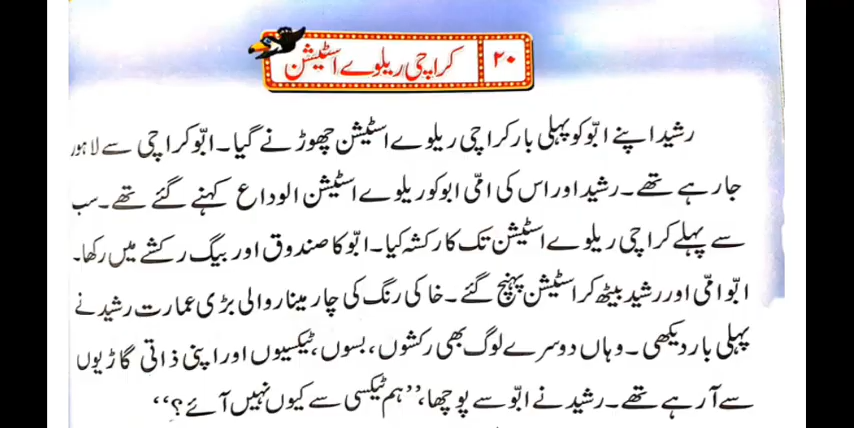 ۲۰ کراچی ریلوے اسٹیشن
رشید اپنے ابّو کو پہلی بار کراچی ریلوے اسٹیشن چھوڑنے گیا۔ ابّو کراچی سے لاہور
جا رہے تھے۔ رشید اور اس کی امّی ابو کو ریلوے اسٹیشن الوداع کہنے گئے تھے۔ سب
سے پہلے کراچی ریلوے اسٹیشن تک کا رکشہ کیا۔ ابّو کا صندوق اور بیگ رکشے میں رکھا۔
ابو امّی اور رشید بیٹھ کر اسٹیشن پہنچ گئے۔ خاکی رنگ کی چار مینار والی بڑی عمارت رشید نے
پہلی بار دیکھی۔ وہاں دوسرے لوگ بھی رکشوں، بسوں، ٹیکسیوں اور اپنی ذاتی گاڑیوں
سے آرہے تھے۔ رشید نے ابّو سے پوچھا، ”ہم ٹیکسی سے کیوں نہیں آئے؟“